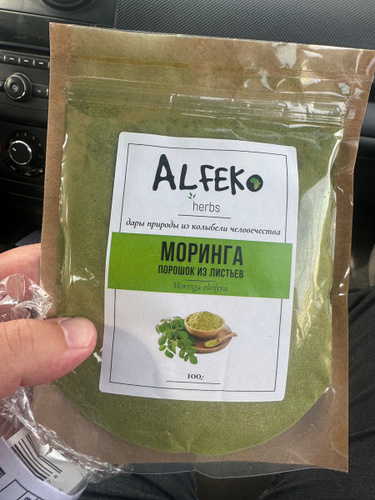 ALFEKO
herbs
дары природы из колыбели человечества
МОРИНГА
ПОРОШОК ИЗ ЛИСТЬЕВ
Moringa oleifera
100г